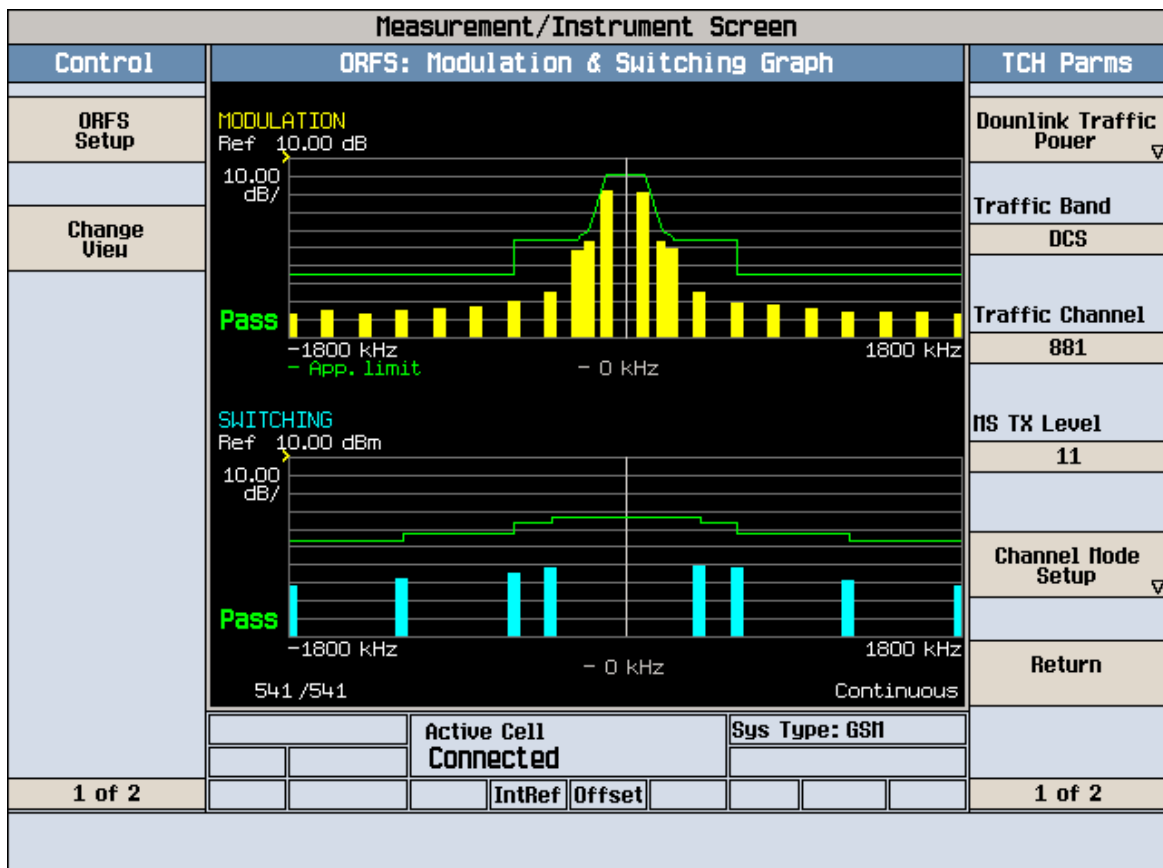 Measurement/Instrument Screen
Control
ORFS: Modulation & Switching Graph
TCH Parms
ORFS
Setup
Change
View
1 of 2
MODULATION
Ref 10.00 dB
10.00
dB/
Pass
-1800 kHz
1800 kHz
- App. limit
- 0 kHz
SWITCHING
Ref 10.00 dBm
10.00
dB/
Pass
-1800 kHz
1800 kHz
- 0 kHz
541 /541
Continuous
Active Cell
Connected
Sys Type: GSM
IntRef
Offset
Downlink Traffic
Power
Traffic Band
DCS
Traffic Channel
881
MS TX Level
11
Channel Mode
Setup
Return
1 of 2